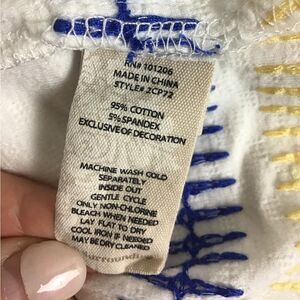 RN# 101206
MADE IN CHINA
STYLE# 2CP72
95% COTTON
5% SPANDEX
EXCLUSIVE OF DECORATION
MACHINE WASH COLD
SEPARATELY
INSIDE OUT
GENTLE CYCLE
ONLY NON-CHLORINE
BLEACH WHEN NEEDED
LAY FLAT TO DRY
COOL IRON IF NEEDED
MAY BE DRY CLEANED